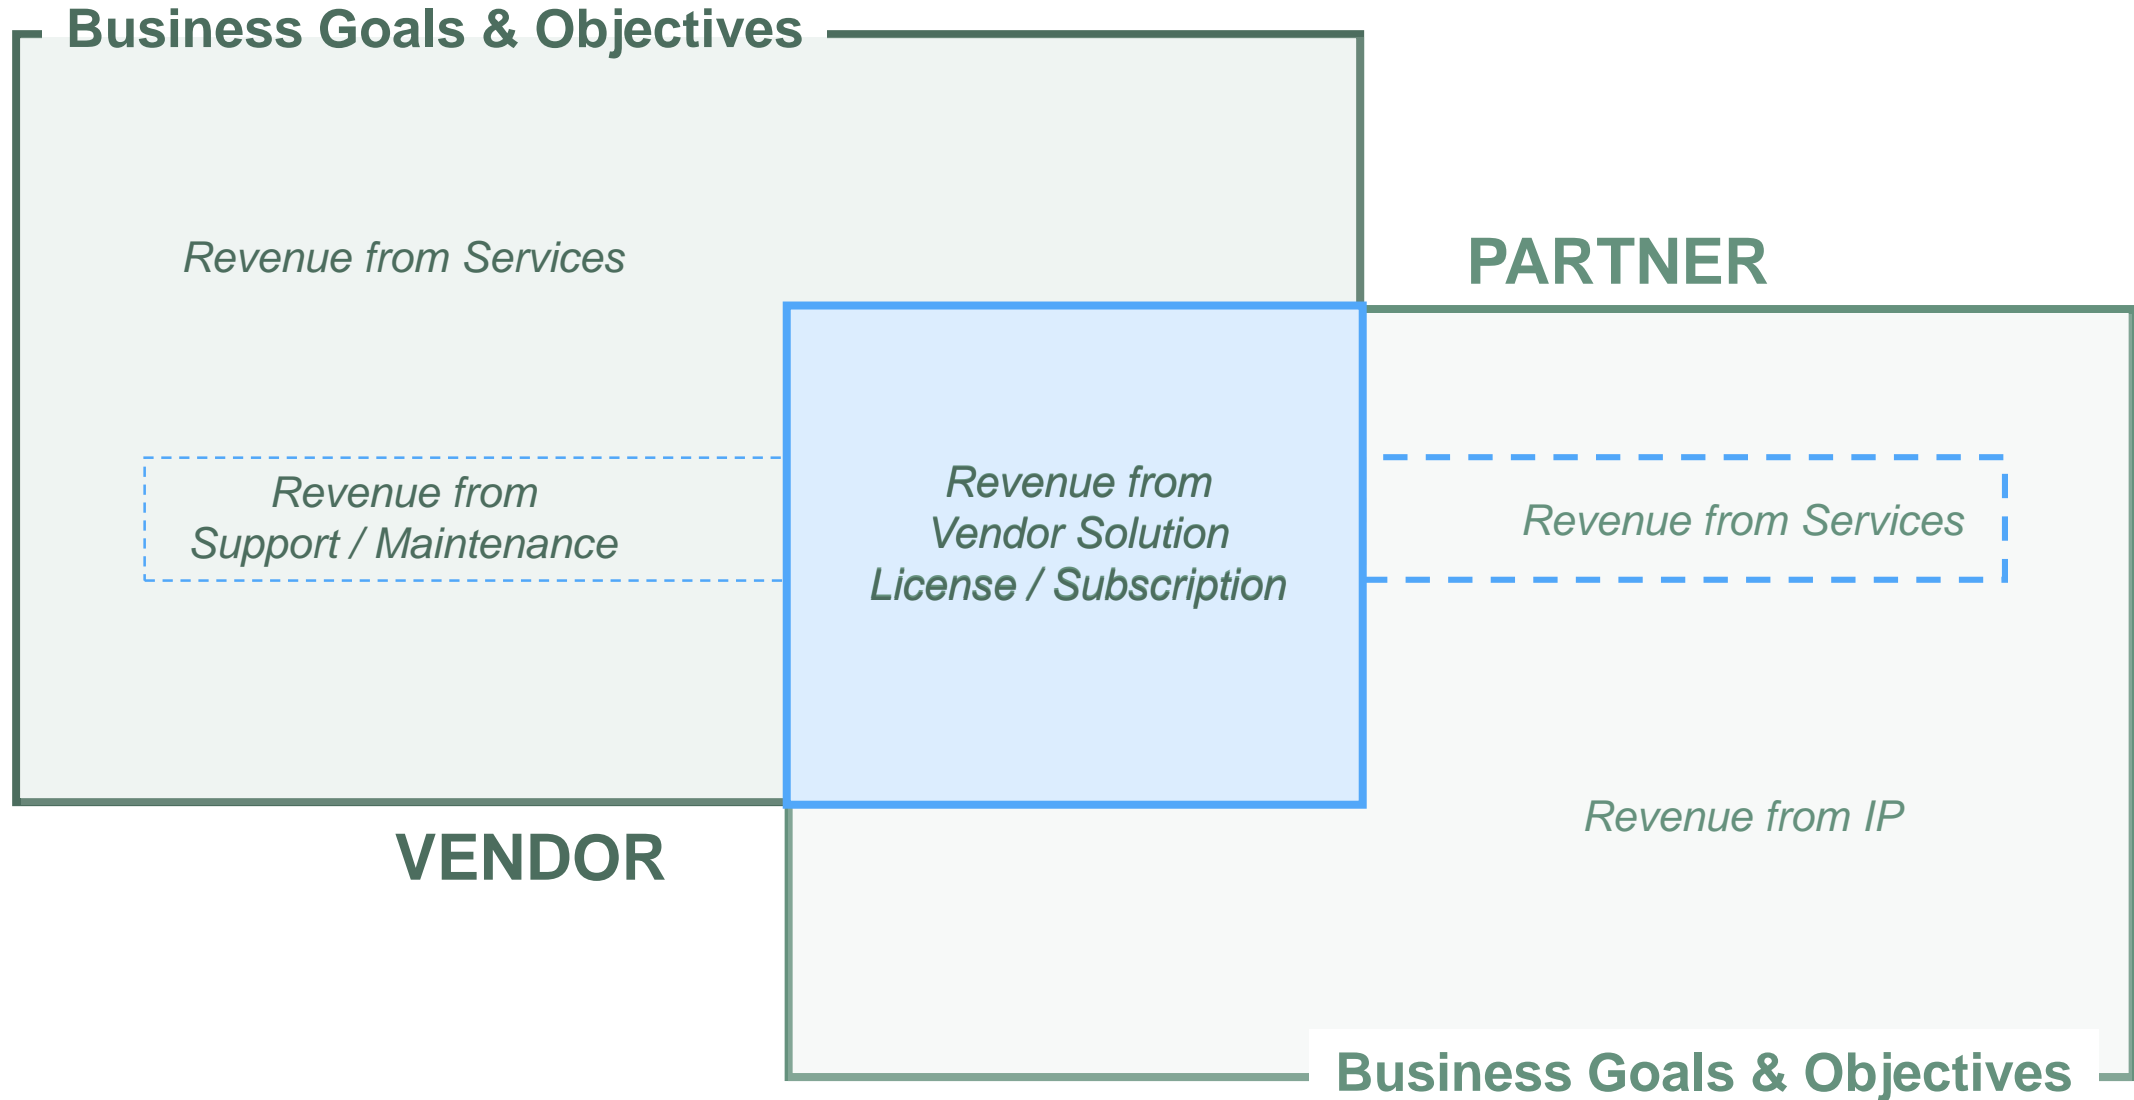 Business Goals & Objectives
Revenue from Services
PARTNER
Revenue from
Support / Maintenance
Revenue from
Vendor Solution
License / Subscription
Revenue from Services
Revenue from IP
VENDOR
Business Goals & Objectives